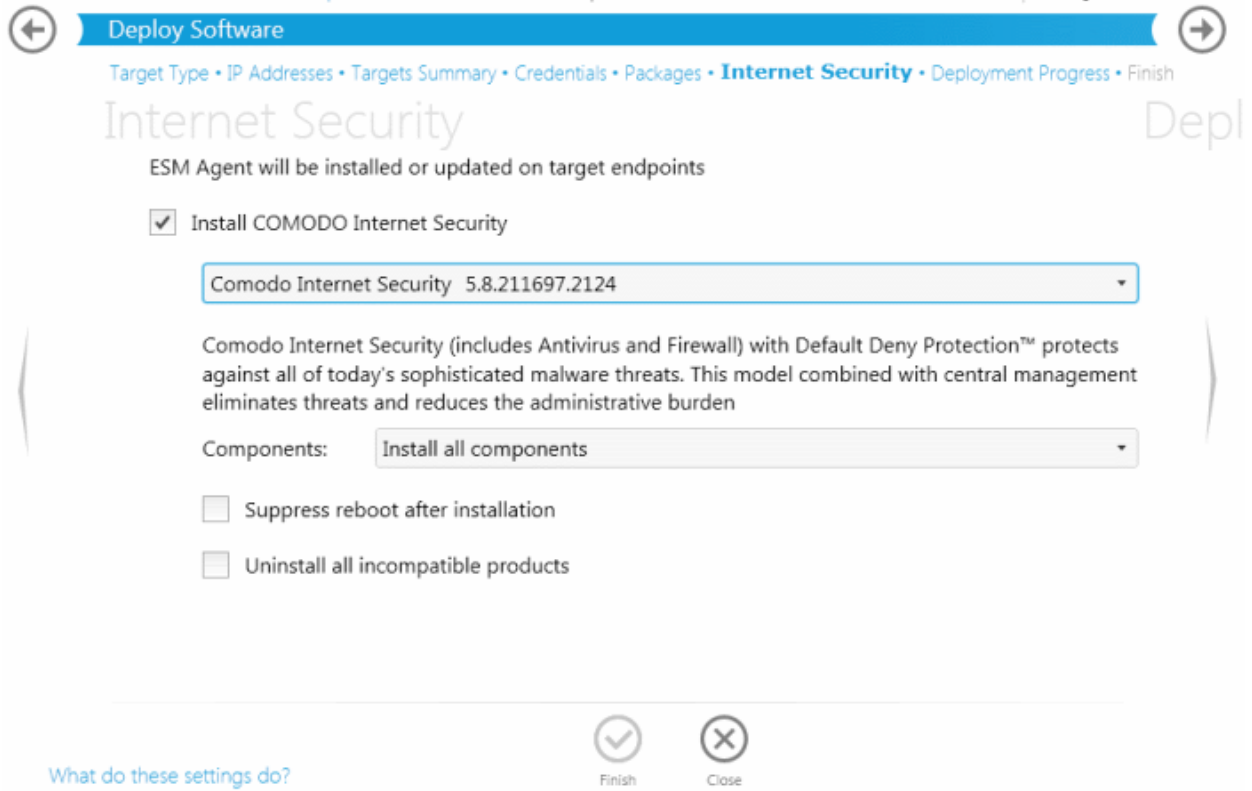 Deploy Software
Target Type • IP Addresses • Targets Summary • Credentials • Packages • Internet Security • Deployment Progress • Finish
Internet Security
Depl
ESM Agent will be installed or updated on target endpoints
Install COMODO Internet Security
Comodo Internet Security 5.8.211697.2124
Comodo Internet Security (includes Antivirus and Firewall) with Default Deny Protection™ protects
against all of today's sophisticated malware threats. This model combined with central management
eliminates threats and reduces the administrative burden
Components: Install all components
Suppress reboot after installation
Uninstall all incompatible products
Finish Close
What do these settings do?